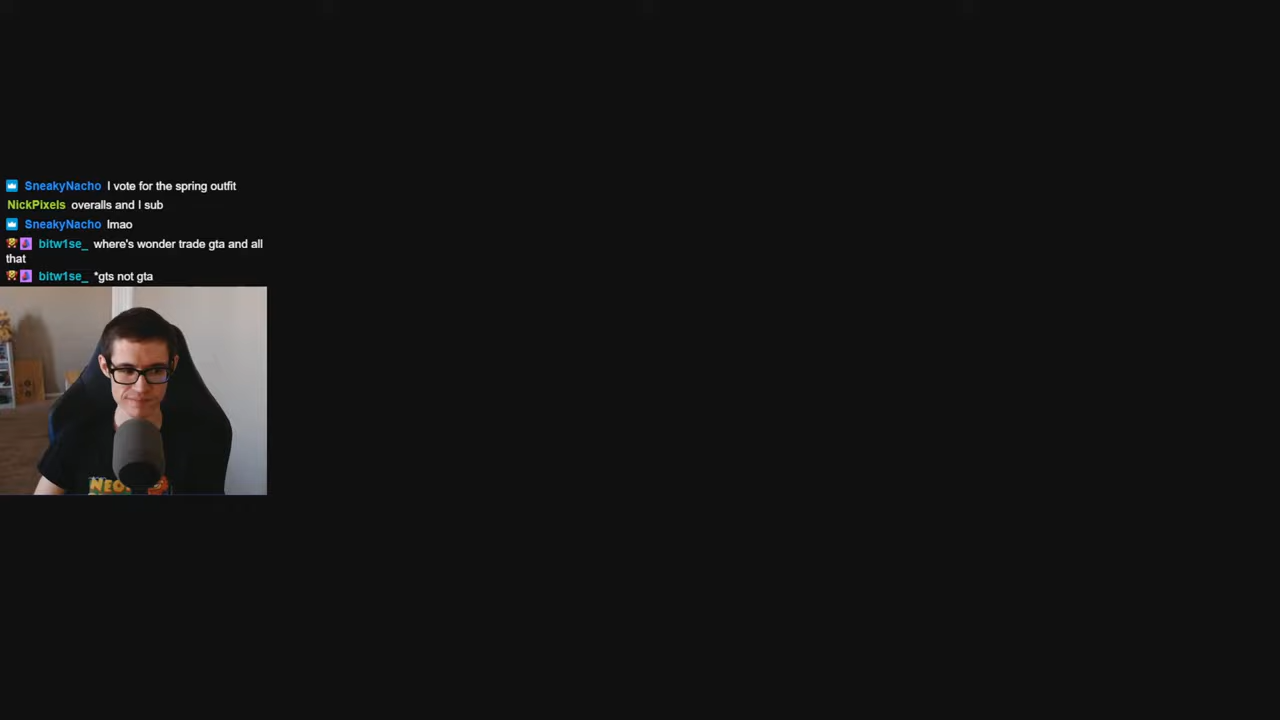 SneakyNacho I vote for the spring outfit
NickPixels overalls and I sub
SneakyNacho lmao
bitw1se_ where's wonder trade gta and all
that
bitw1se_ *gts not gta
NEO